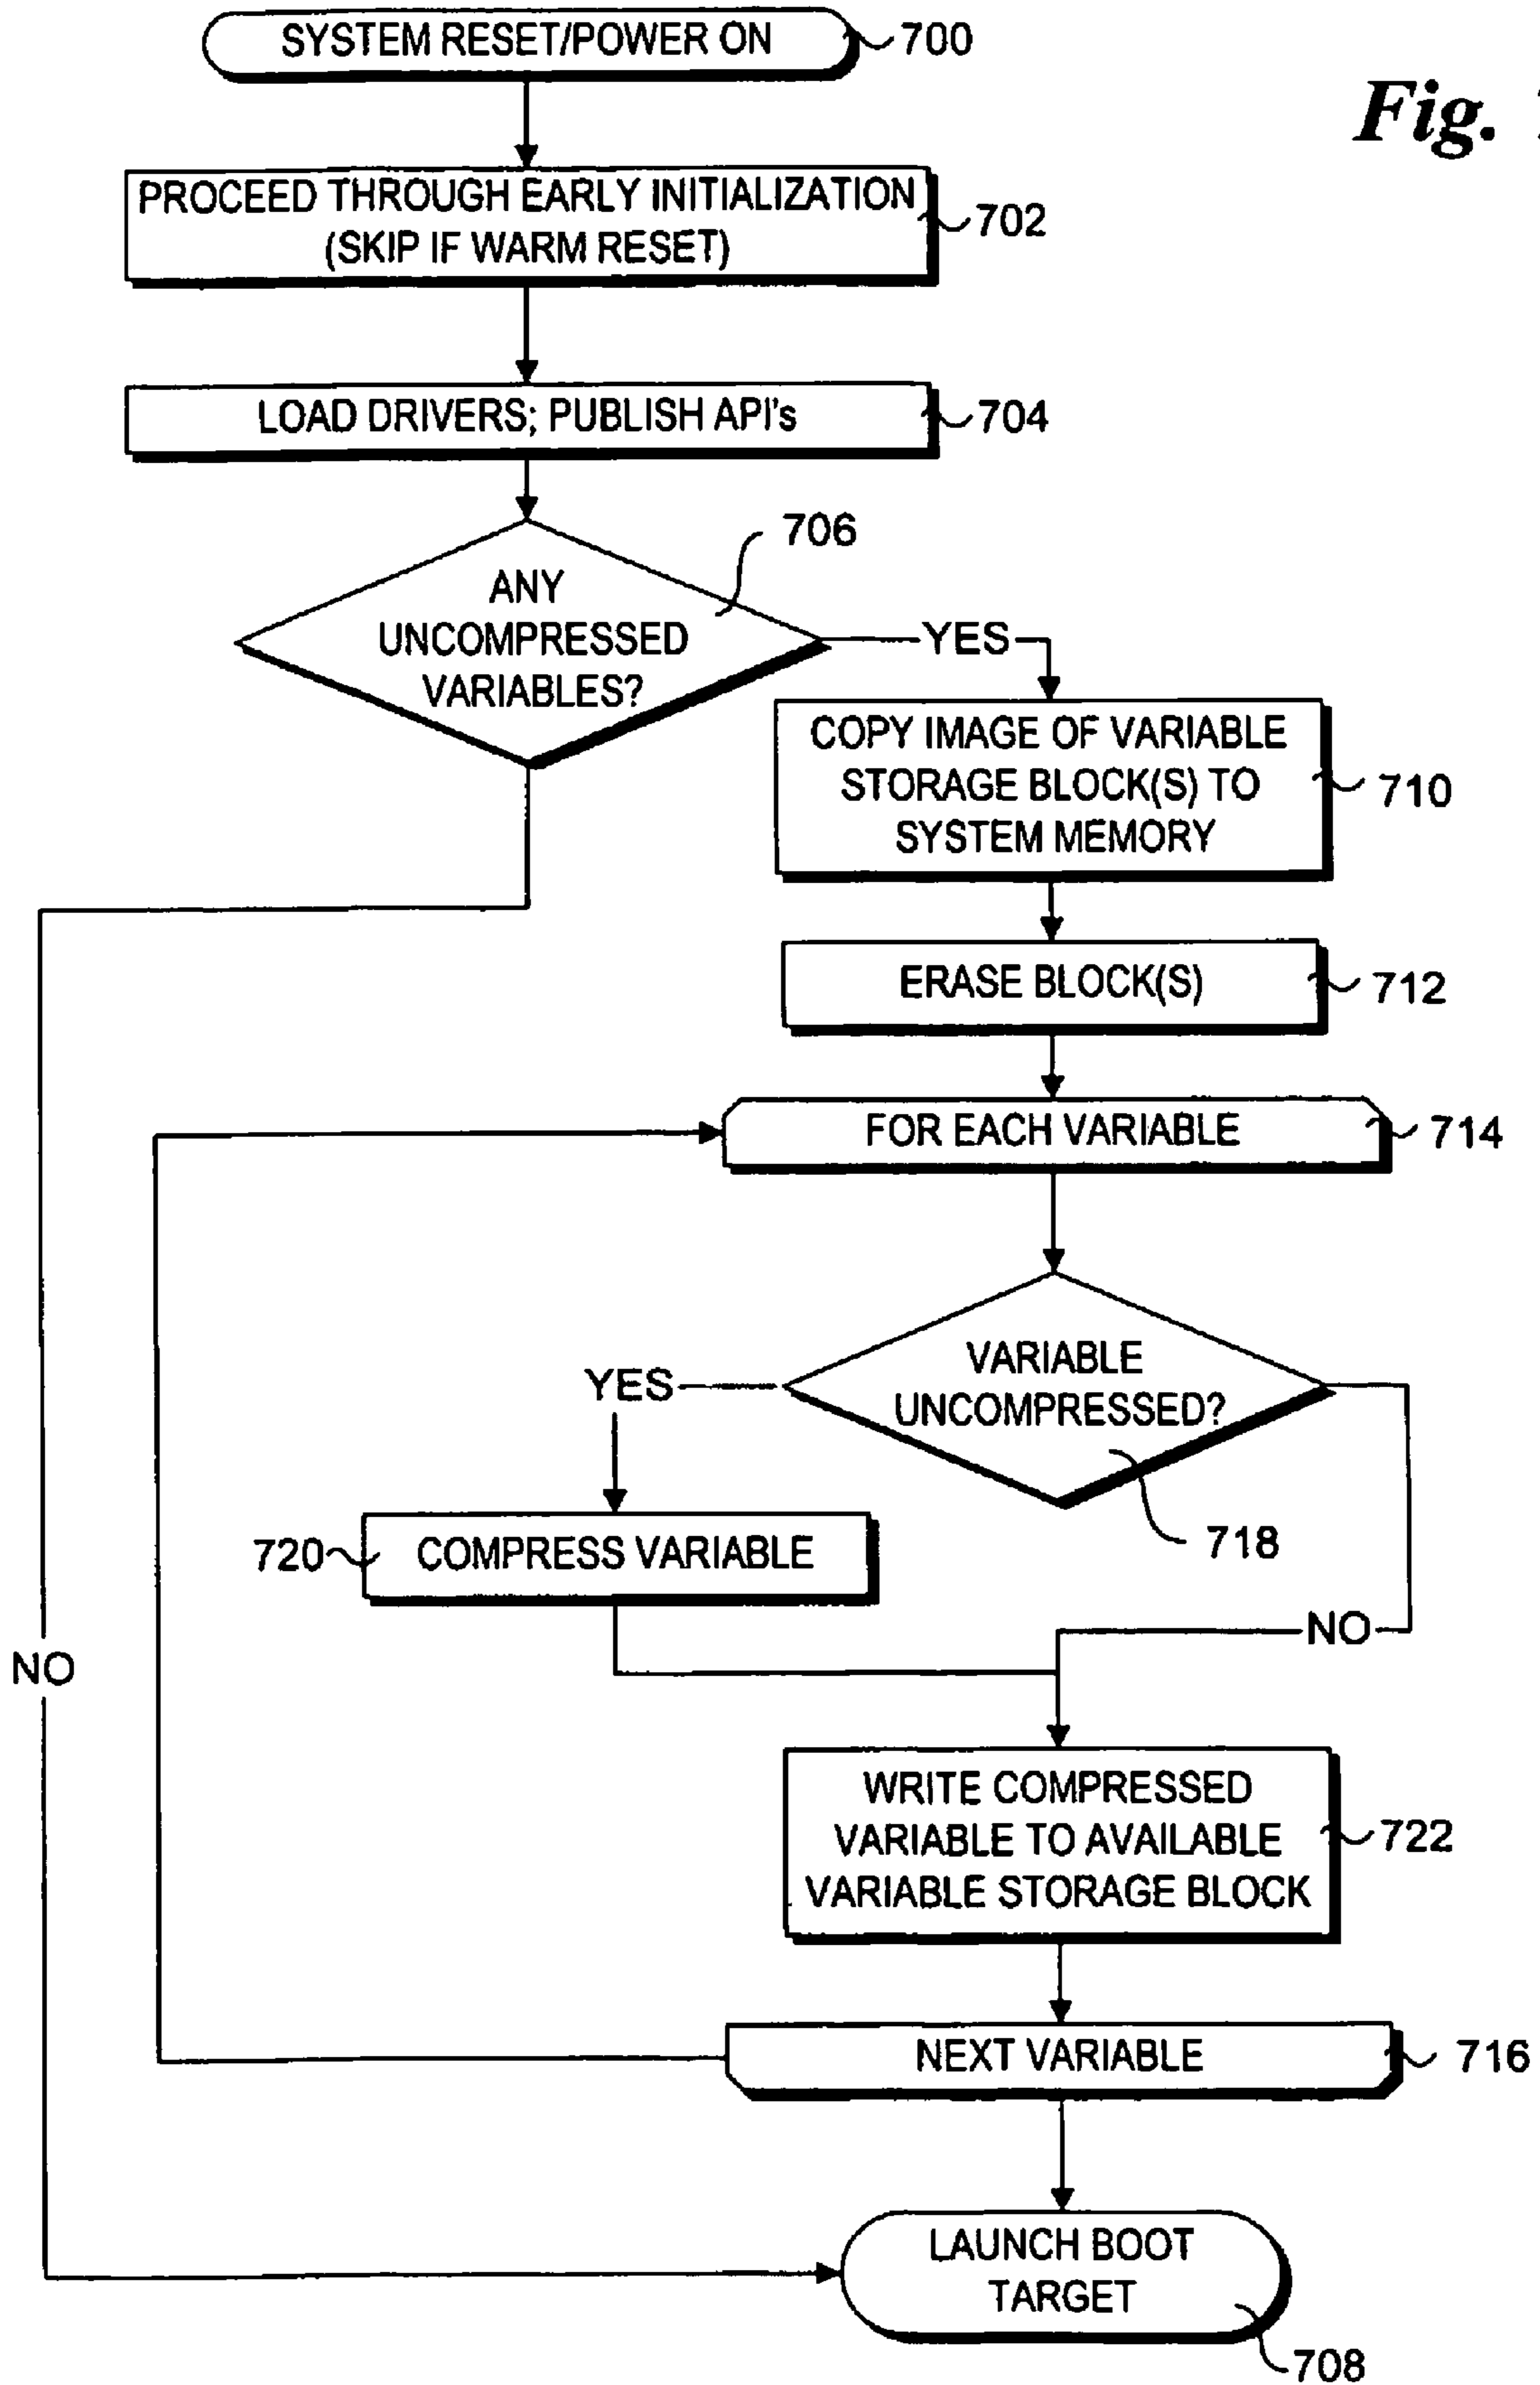 SYSTEM RESET/POWER ON
700
Fig.
PROCEED THROUGH EARLY INITIALIZATION
(SKIP IF WARM RESET)
702
LOAD DRIVERS; PUBLISH API's
704
706
ANY
UNCOMPRESSED
VARIABLES?
YES
COPY IMAGE OF VARIABLE
STORAGE BLOCK(S) TO
SYSTEM MEMORY
710
ERASE BLOCK(S)
712
FOR EACH VARIABLE
714
VARIABLE
UNCOMPRESSED?
YES
718
720
COMPRESS VARIABLE
NO
NO
WRITE COMPRESSED
VARIABLE TO AVAILABLE
VARIABLE STORAGE BLOCK
722
NEXT VARIABLE
716
LAUNCH BOOT
TARGET
708